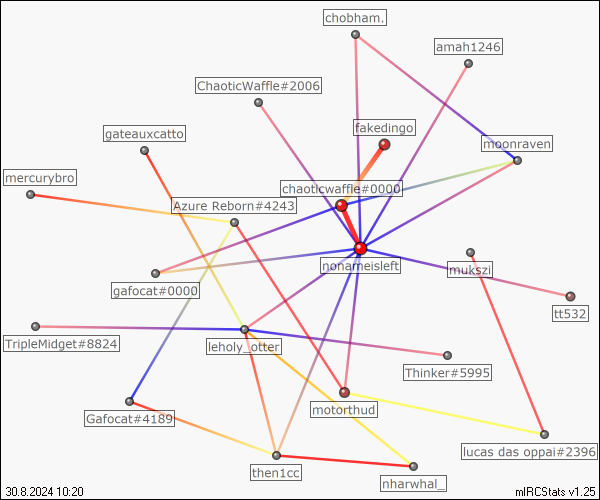 chobham.
amah1246
ChaoticWaffle#2006
fakedingo
gateauxcatto
moonraven
mercurybro
chaoticwaffle#0000
Azure Reborn#4243
nonameisleft
mukszi
gafocat#0000
tt532
TripleMidget#8824
leholy_otter
Thinker#5995
motorthud
Gafocat#4189
lucas das oppai#2396
then1cc
nharwhal_
30.8.2024 10:20
mIRCStats v1.25